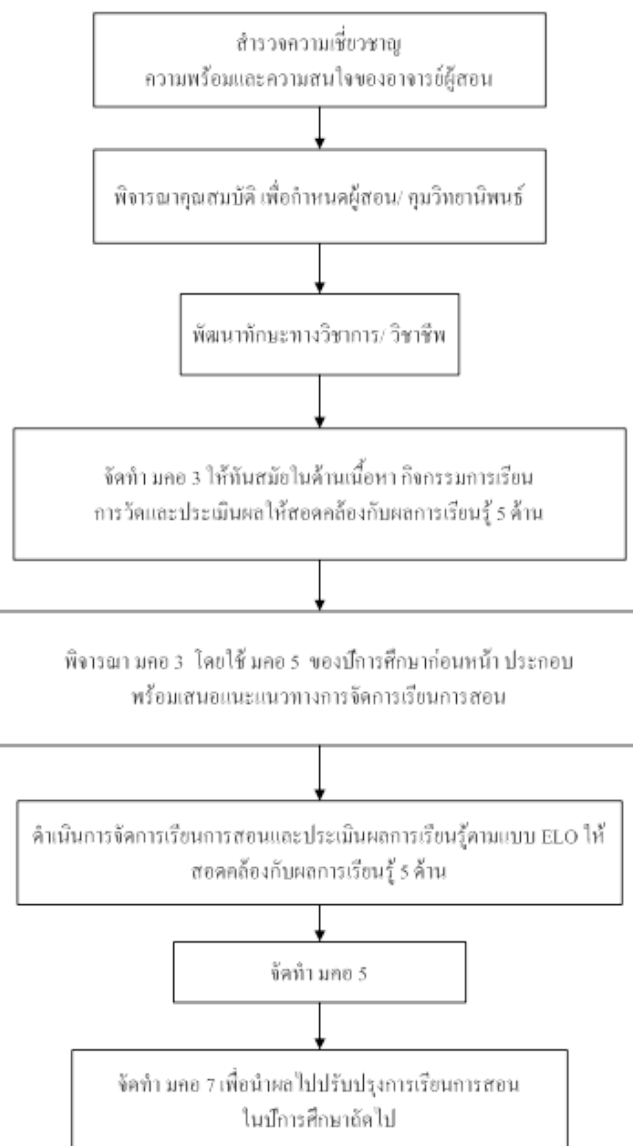 สำรวจความเชี่ยวชาญ
ความพร้อมและความสนใจของอาจารย์ผู้สอน
พิจารณาคุณสมบัติ เพื่อกำหนดผู้สอน/ คุมวิทยานิพนธ์
พัฒนาทักษะทางวิชาการ/ วิชาชีพ
จัดทำ มคอ 3 ให้ทันสมัยในด้านเนื้อหา กิจกรรมการเรียน
การวัดและประเมินผลให้สอดคล้องกับผลการเรียนรู้ 5 ด้าน
พิจารณา มคอ 3 โดยใช้ มคอ 5 ของปีการศึกษาก่อนหน้า ประกอบ
พร้อมเสนอแนะแนวทางการจัดการเรียนการสอน
ดำเนินการจัดการเรียนการสอนและประเมินผลการเรียนรู้ตามแบบ ELO ให้
สอดคล้องกับผลการเรียนรู้ 5 ด้าน
จัดทำ มคอ 5
จัดทำ มคอ 7 เพื่อนำผลไปปรับปรุงการเรียนการสอน
ในปีการศึกษาถัดไป